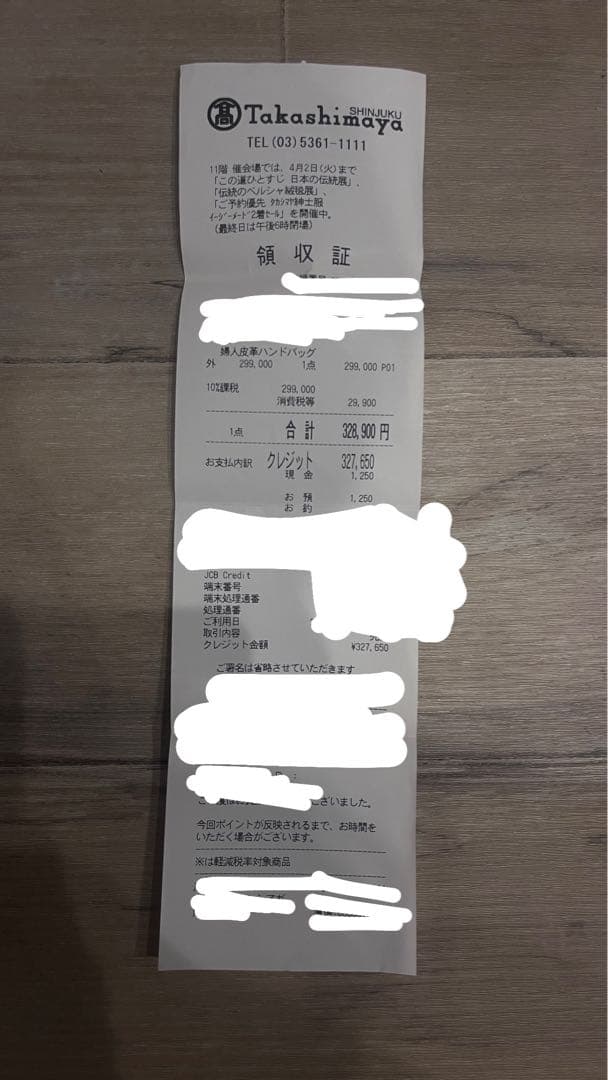 高 Takashimaya
SHINJUKU
TEL (03) 5361-1111
11階 催会場では、4月2日(火)まで
「この道ひとすじ 日本の伝統展」、
「伝統のペルシャ絨毯展」、
「ご予約優先 タカシマヤ紳士服
イージーオーダーメード2着セール」を開催中。
(最終日は午後6時閉場)
領収証
婦人皮革ハンドバッグ
外 299,000 1点 299,000 P01
10%課税 299,000
消費税等 29,900
1点 合計 328,900円
お支払内訳 クレジット 327,650
現金 1,250
お預 1,250
お釣
JCB Credit
端末番号
端末処理通番
処理通番
ご利用日
取引内容
クレジット金額 ¥327,650
ご署名は省略させていただきます
ございました。
今回ポイントが反映されるまで、お時間を
いただく場合がございます。
※は軽減税率対象商品